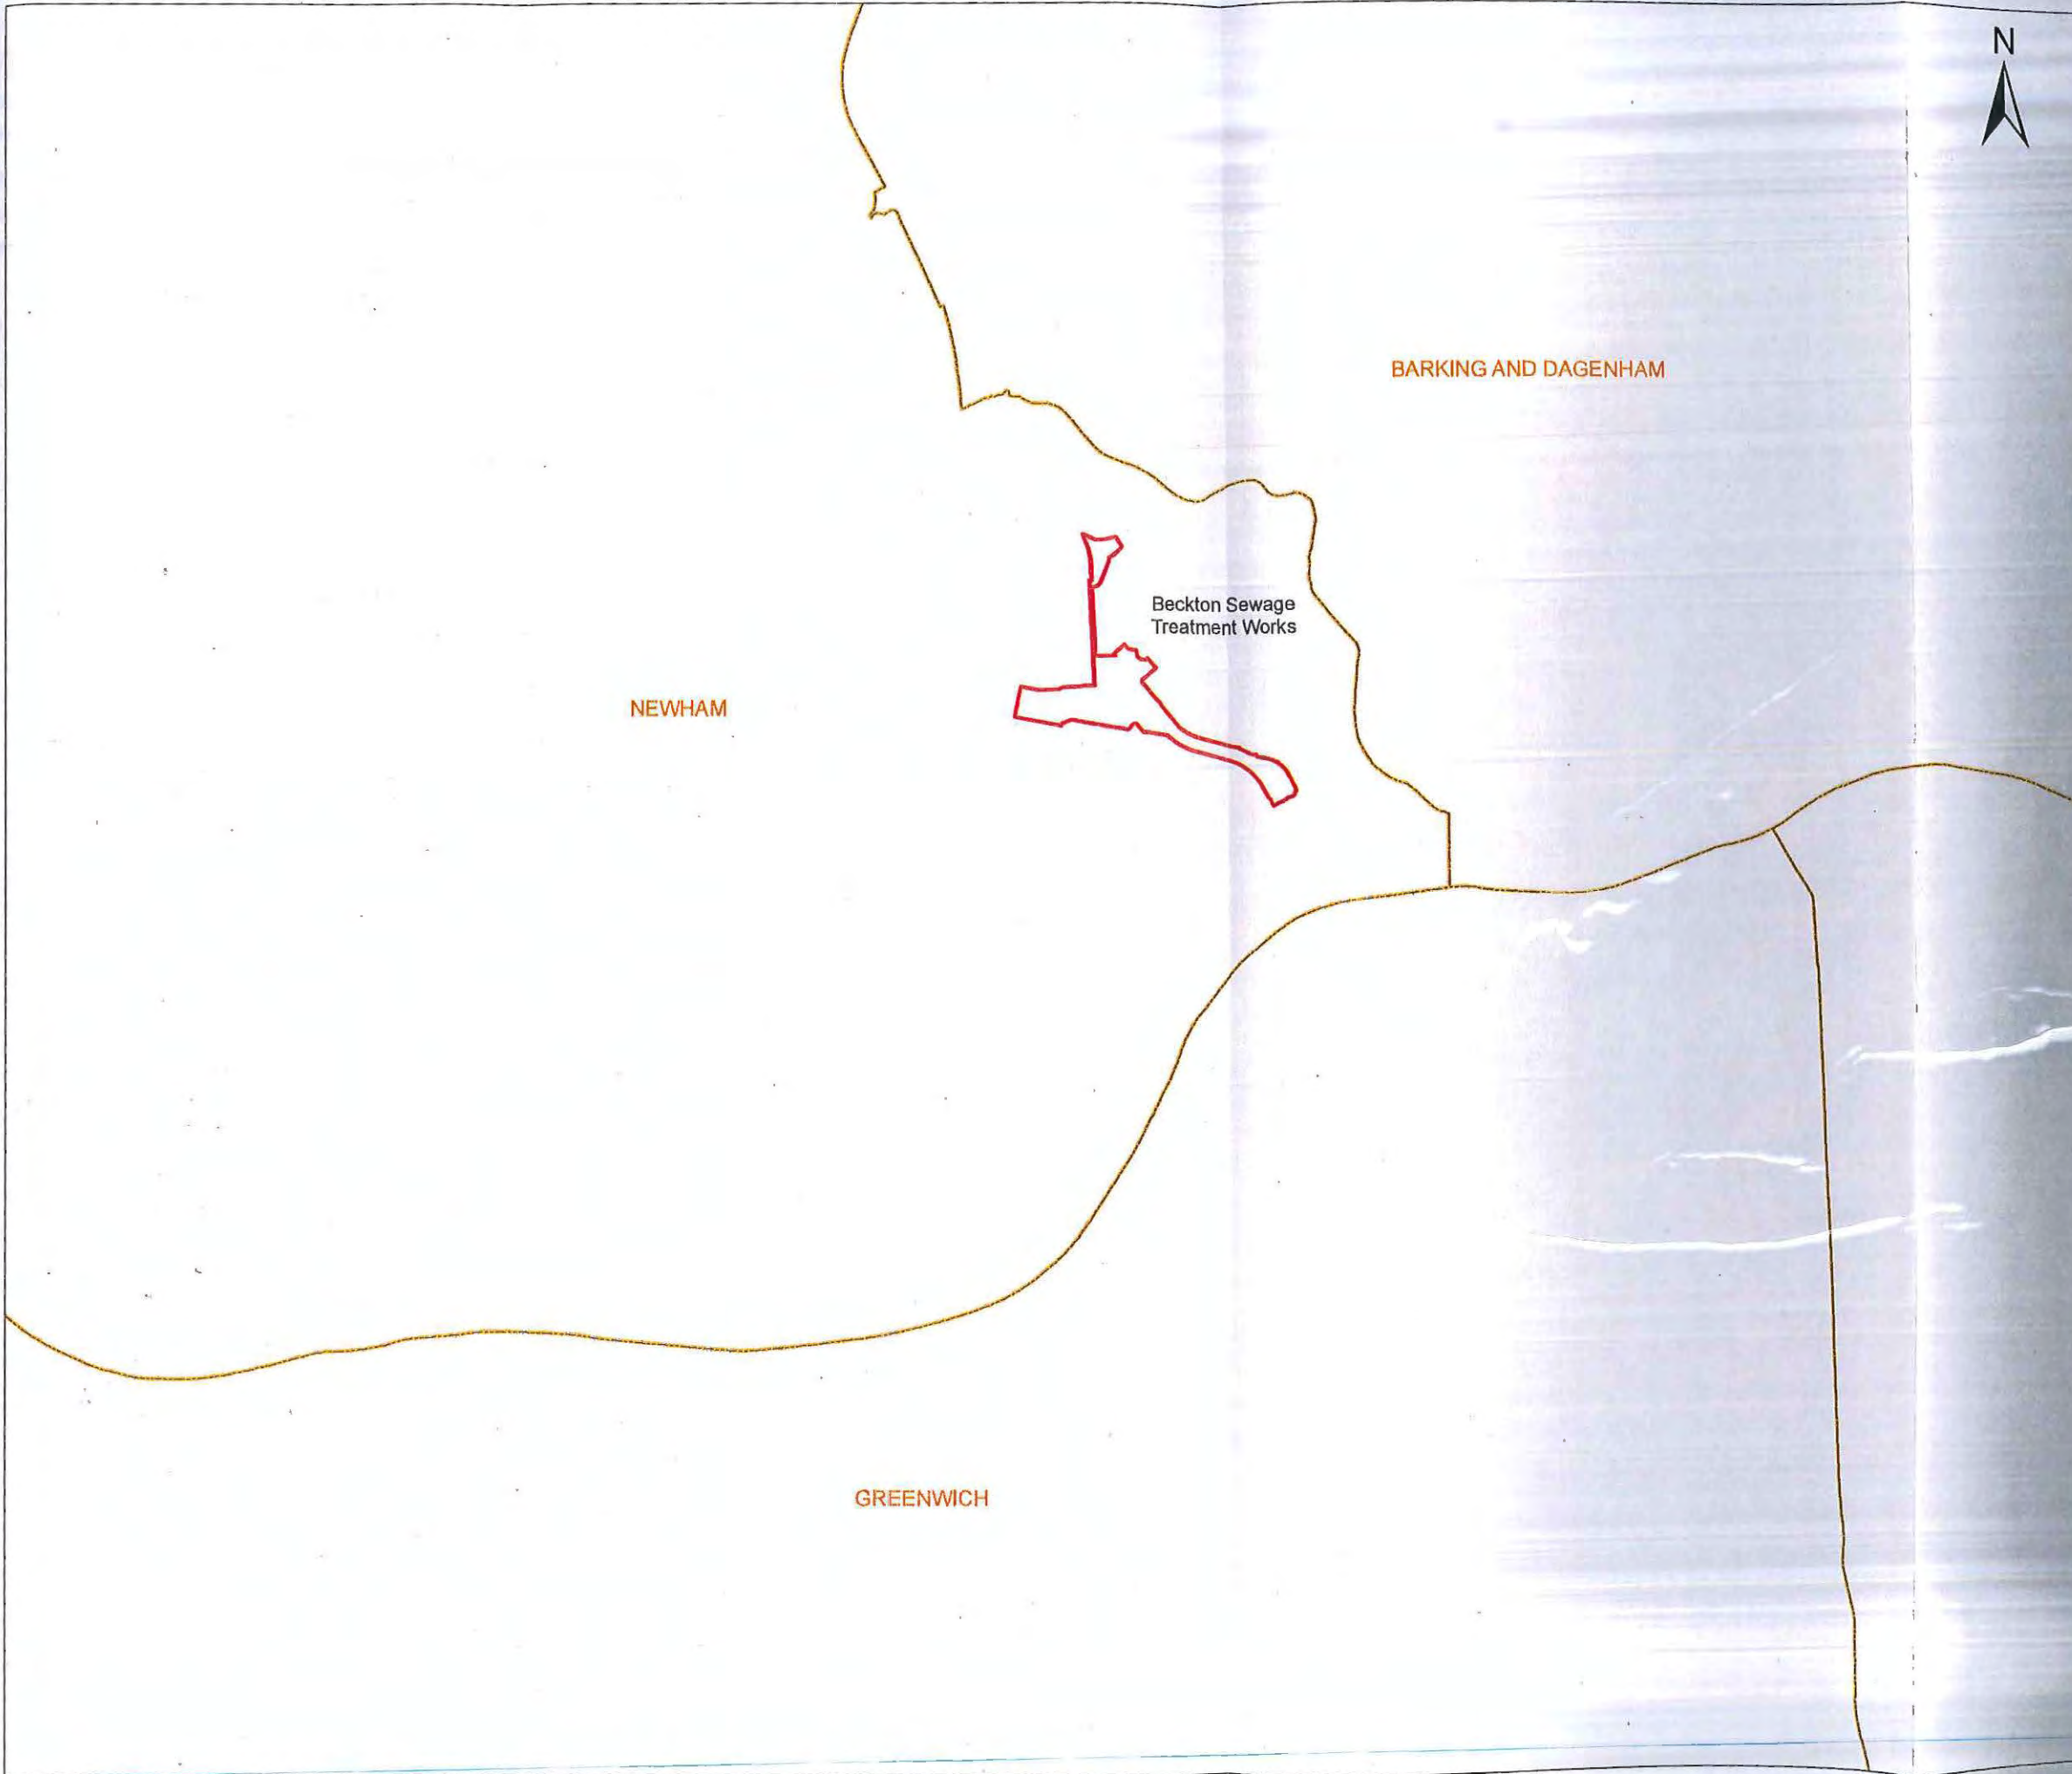 N
BARKING AND DAGENHAM
Beckton Sewage
Treatment Works
NEWHAM
GREENWICH